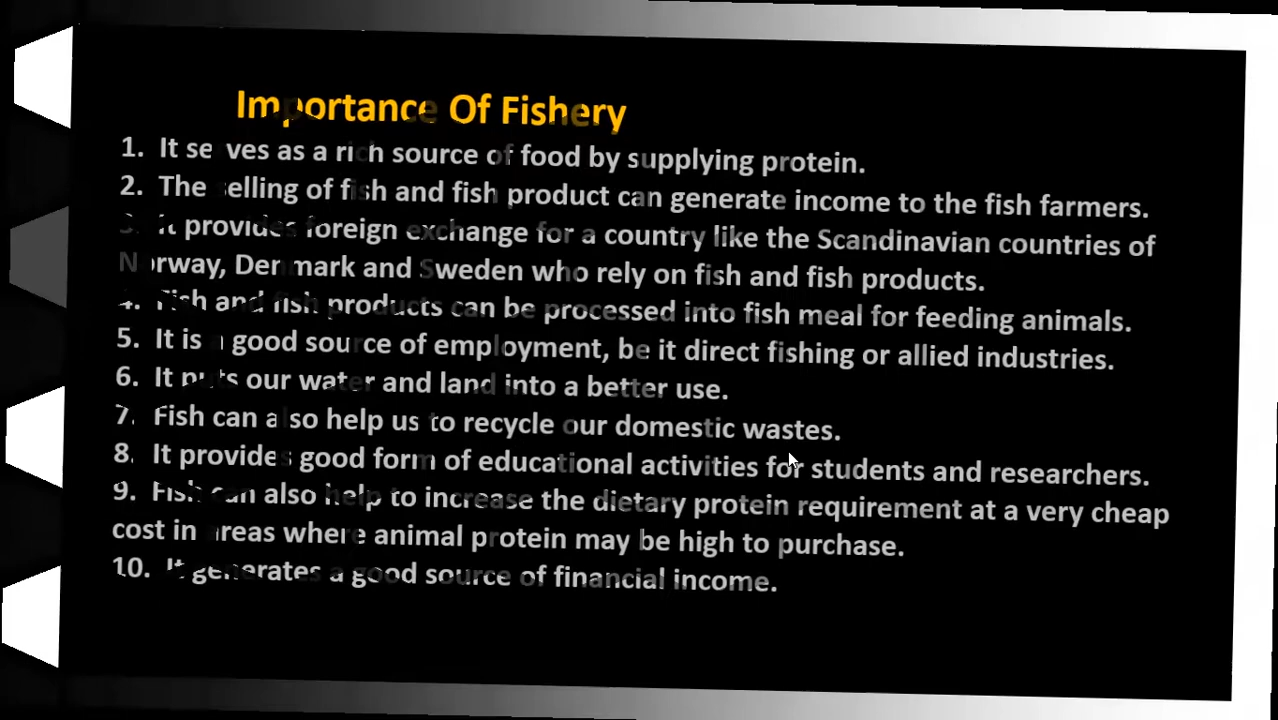 Importance Of Fishery
1. It serves as a rich source of food by supplying protein.
2. The selling of fish and fish product can generate income to the fish farmers.
3. It provides foreign exchange for a country like the Scandinavian countries of
Norway, Denmark and Sweden who rely on fish and fish products.
4. Fish and fish products can be processed into fish meal for feeding animals.
5. It is a good source of employment, be it direct fishing or allied industries.
6. It puts our water and land into a better use.
7. Fish can also help us to recycle our domestic wastes.
8. It provides good form of educational activities for students and researchers.
9. Fish can also help to increase the dietary protein requirement at a very cheap
cost in areas where animal protein may be high to purchase.
10. It generates a good source of financial income.